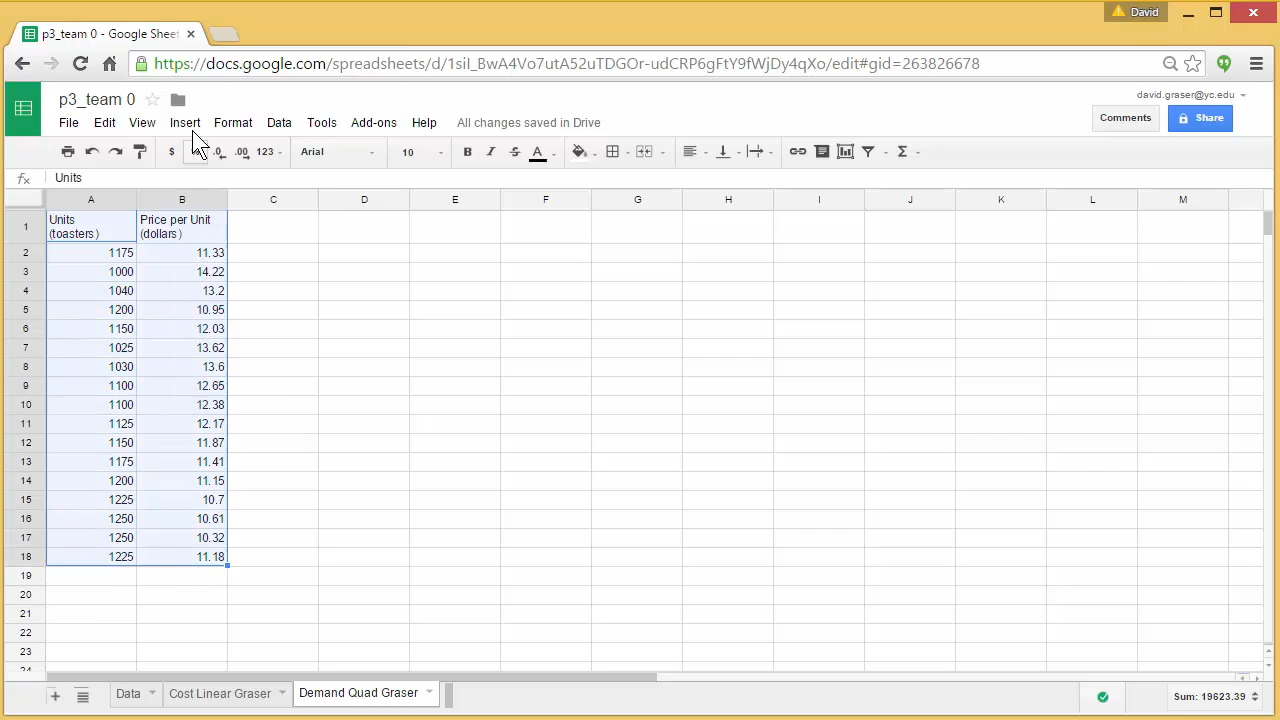 David
p3_team 0 - Google Sheet
https://docs.google.com/spreadsheets/d/1sil_BwA4Vo7utA52uTDGOr-udCRP6gFtY9fWjDy4qXo/edit#gid=263826678
p3_team 0
david.graser@yc.edu
File Edit View Insert Format Data Tools Add-ons Help All changes saved in Drive
Comments Share
$ .0 .00 123 Arial 10 B I S A Σ
fx Units
A B C D E F G H I J K L M
1 Units (toasters) Price per Unit (dollars)
2 1175 11.33
3 1000 14.22
4 1040 13.2
5 1200 10.95
6 1150 12.03
7 1025 13.62
8 1030 13.6
9 1100 12.65
10 1100 12.38
11 1125 12.17
12 1150 11.87
13 1175 11.41
14 1200 11.15
15 1225 10.7
16 1250 10.61
17 1250 10.32
18 1225 11.18
19
20
21
22
23
24
+ Data Cost Linear Graser Demand Quad Graser Sum: 19623.39